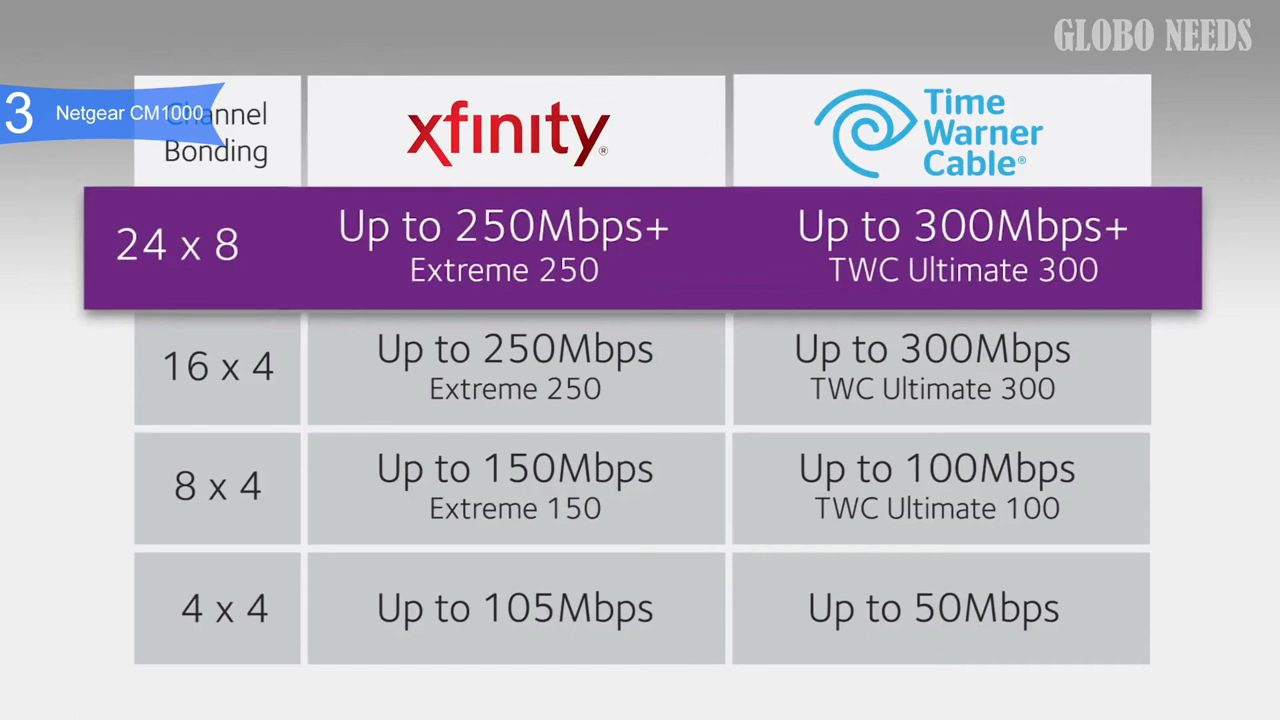 GLOBO NEEDS
3 Netgear CM1000
Channel
Bonding
xfinity®
Time
Warner
Cable®
24 x 8
Up to 250Mbps+
Extreme 250
Up to 300Mbps+
TWC Ultimate 300
16 x 4
Up to 250Mbps
Extreme 250
Up to 300Mbps
TWC Ultimate 300
8 x 4
Up to 150Mbps
Extreme 150
Up to 100Mbps
TWC Ultimate 100
4 x 4
Up to 105Mbps
Up to 50Mbps